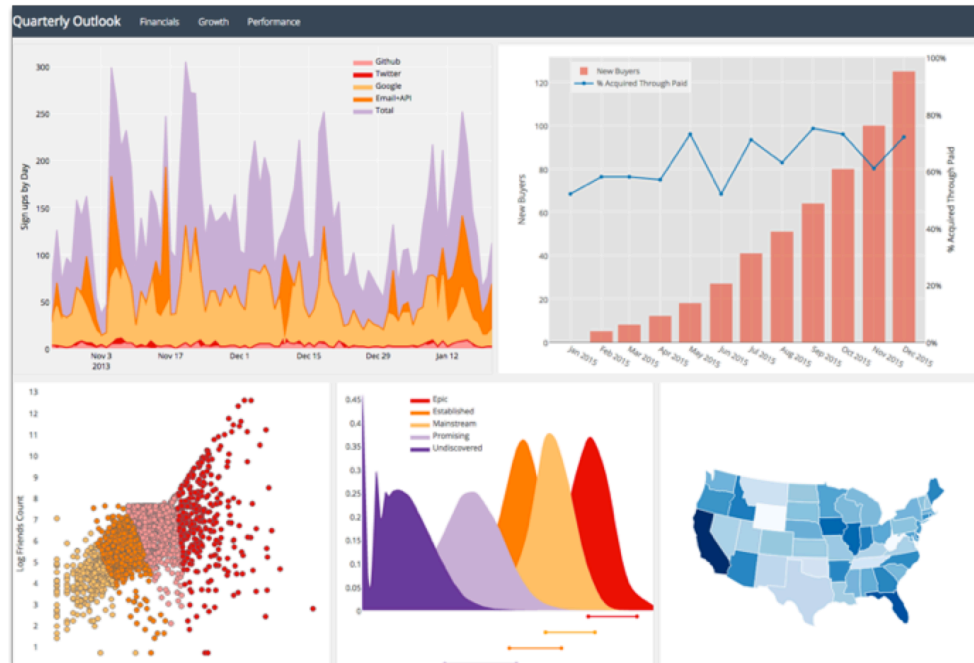 Quarterly Outlook Financials Growth Performance
Github
Twitter
Google
Email+API
Total
300
250
200
150
100
50
0
Sign ups by Day
Nov 3 Nov 17 Dec 1 Dec 15 Dec 29 Jan 12
2013
New Buyers
% Acquired Through Paid
120
100
80
60
40
20
0
New Buyers
100%
80%
60%
40%
20%
0%
% Acquired Through Paid
Jan 2015 Feb 2015 Mar 2015 Apr 2015 May 2015 Jun 2015 Jul 2015 Aug 2015 Sep 2015 Oct 2015 Nov 2015 Dec 2015
13
12
11
10
9
8
7
6
5
4
3
2
1
Log Friends Count
Epic
Established
Mainstream
Promising
Undiscovered
0.45
0.4
0.35
0.3
0.25
0.2
0.15
0.1
0.05
0